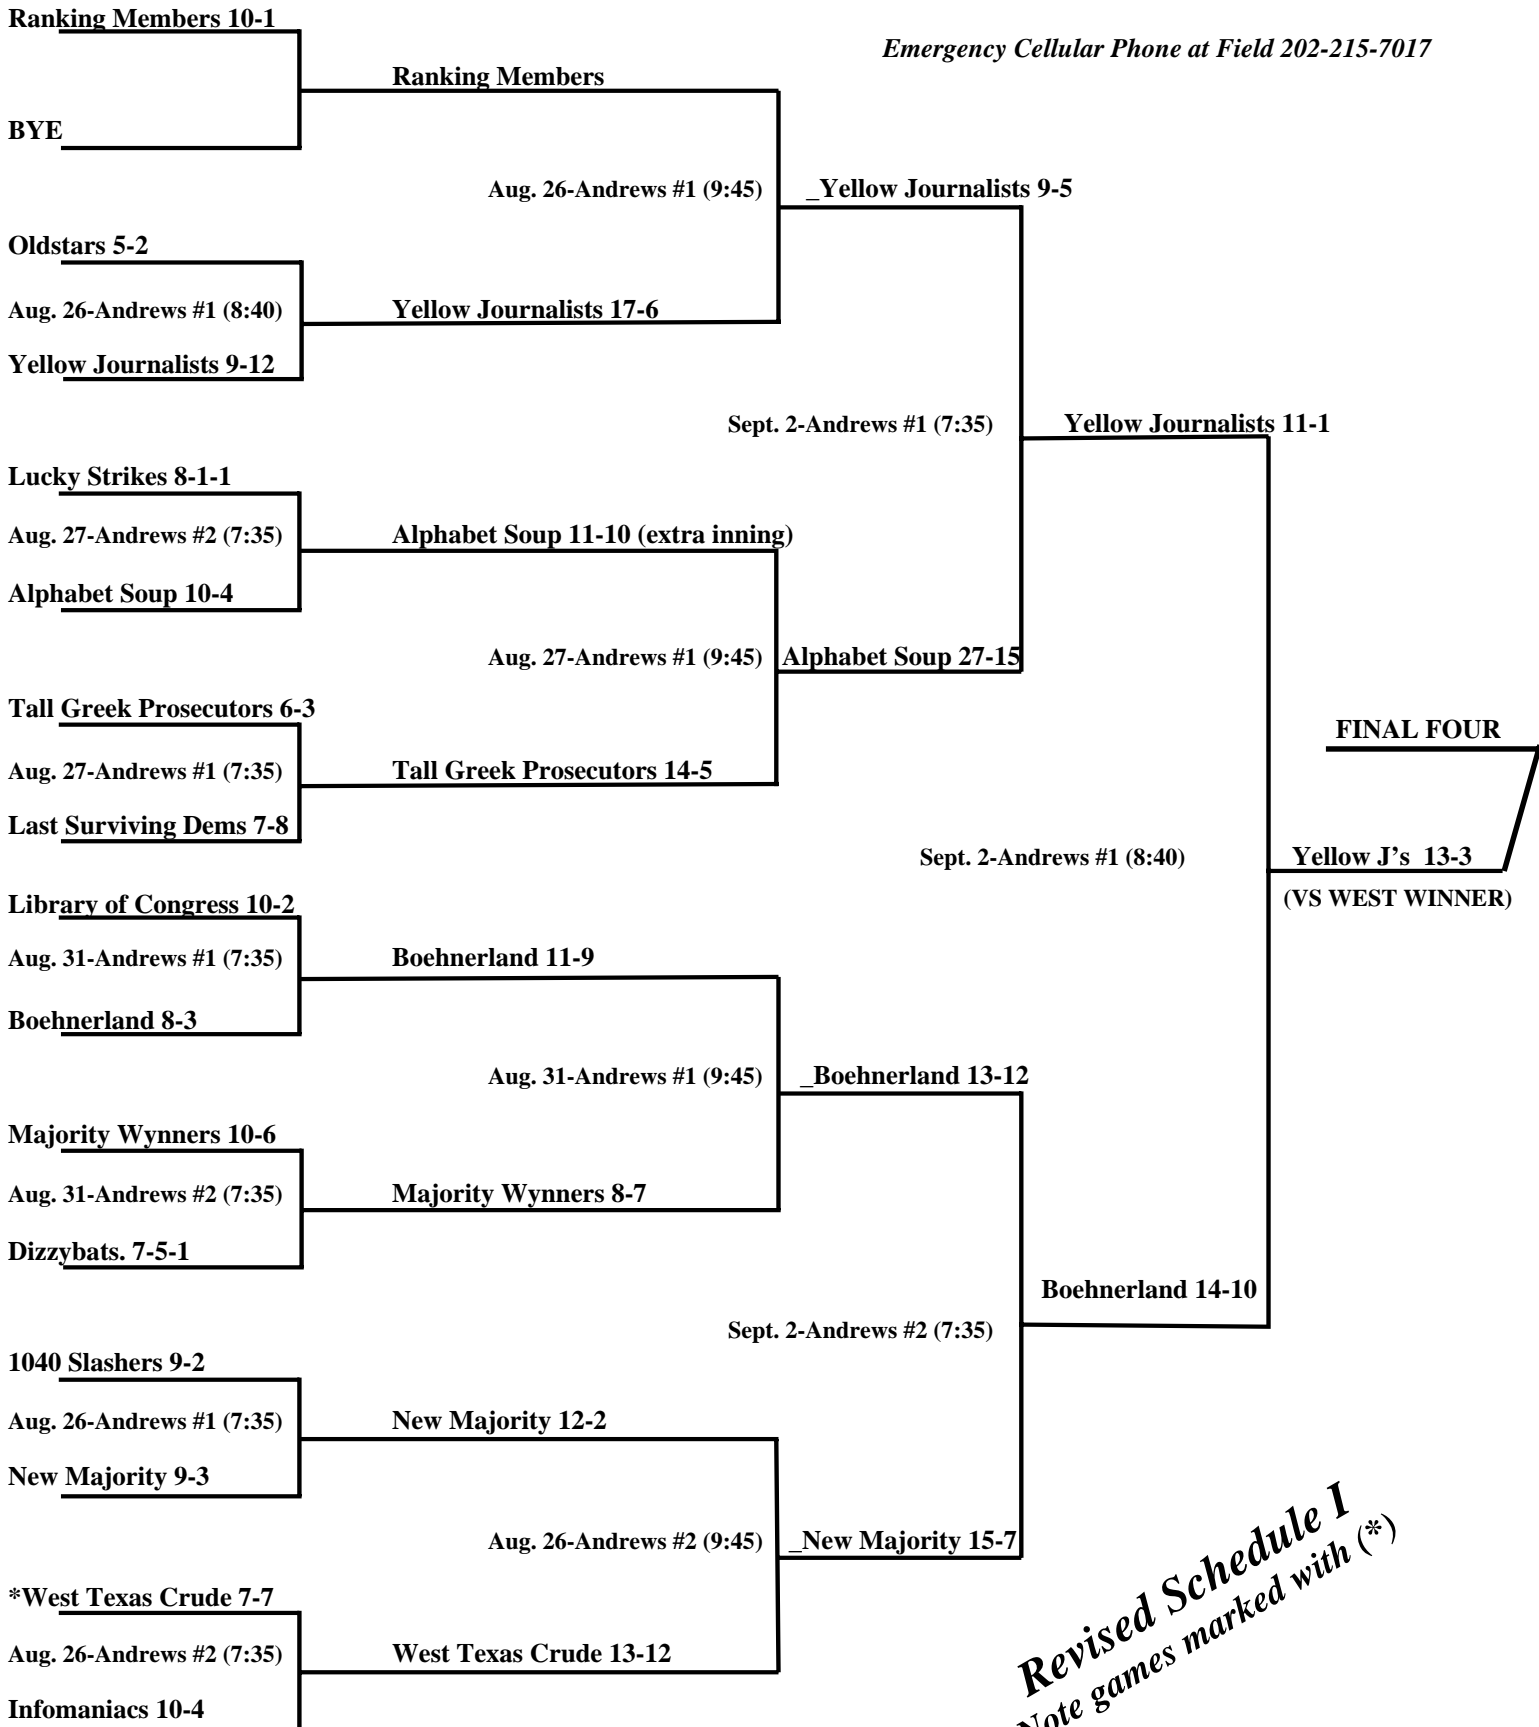 Ranking Members 10-1
Emergency Cellular Phone at Field 202-215-7017
Ranking Members
BYE
Aug. 26-Andrews #1 (9:45)
_Yellow Journalists 9-5
Oldstars 5-2
Aug. 26-Andrews #1 (8:40)
Yellow Journalists 17-6
Yellow Journalists 9-12
Sept. 2-Andrews #1 (7:35)
Yellow Journalists 11-1
Lucky Strikes 8-1-1
Aug. 27-Andrews #2 (7:35)
Alphabet Soup 11-10 (extra inning)
Alphabet Soup 10-4
Aug. 27-Andrews #1 (9:45)
Alphabet Soup 27-15
Tall Greek Prosecutors 6-3
FINAL FOUR
Aug. 27-Andrews #1 (7:35)
Tall Greek Prosecutors 14-5
Last Surviving Dems 7-8
Sept. 2-Andrews #1 (8:40)
Yellow J’s 13-3
(VS WEST WINNER)
Library of Congress 10-2
Aug. 31-Andrews #1 (7:35)
Boehnerland 11-9
Boehnerland 8-3
Aug. 31-Andrews #1 (9:45)
_Boehnerland 13-12
Majority Wynners 10-6
Aug. 31-Andrews #2 (7:35)
Majority Wynners 8-7
Dizzybats. 7-5-1
Boehnerland 14-10
Sept. 2-Andrews #2 (7:35)
1040 Slashers 9-2
Aug. 26-Andrews #1 (7:35)
New Majority 12-2
New Majority 9-3
Aug. 26-Andrews #2 (9:45)
_New Majority 15-7
*West Texas Crude 7-7
Aug. 26-Andrews #2 (7:35)
West Texas Crude 13-12
Infomaniacs 10-4
Revised Schedule I
Note games marked with (*)